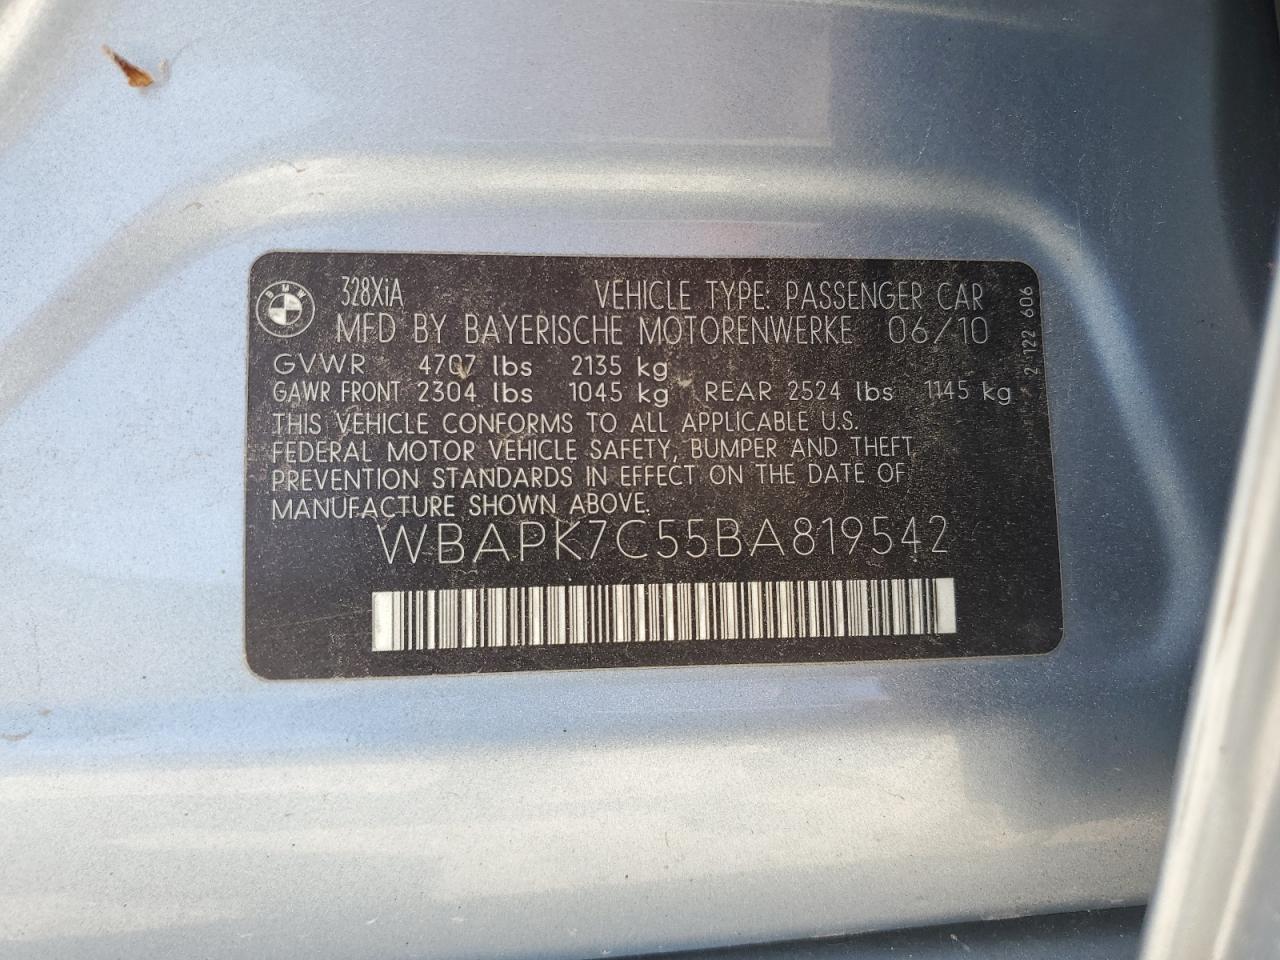 BMW
328XiA VEHICLE TYPE: PASSENGER CAR
MFD BY BAYERISCHE MOTORENWERKE 06/10
GVWR 4707 lbs 2135 kg
GAWR FRONT 2304 lbs 1045 kg REAR 2524 lbs 1145 kg
THIS VEHICLE CONFORMS TO ALL APPLICABLE U.S.
FEDERAL MOTOR VEHICLE SAFETY, BUMPER AND THEFT
PREVENTION STANDARDS IN EFFECT ON THE DATE OF
MANUFACTURE SHOWN ABOVE.
WBAPK7C55BA819542
2 122 606